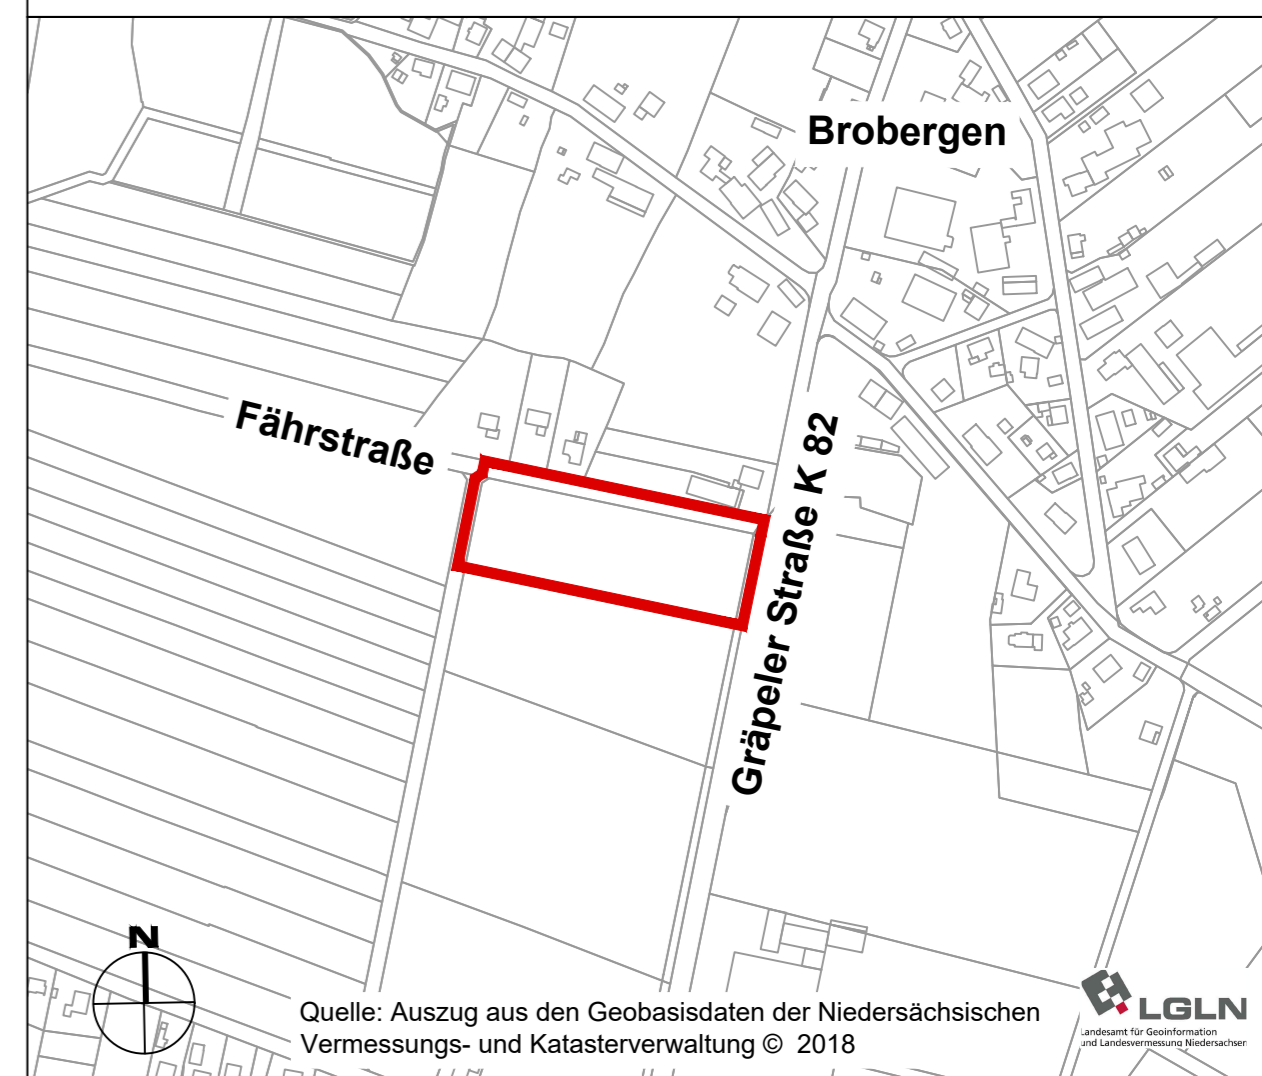 Brobergen
Fährstraße
Gräpeler Straße K 82
N
Quelle: Auszug aus den Geobasisdaten der Niedersächsischen
Vermessungs- und Katasterverwaltung © 2018
LGLN
Landesamt für Geoinformation
und Landesvermessung Niedersachsen